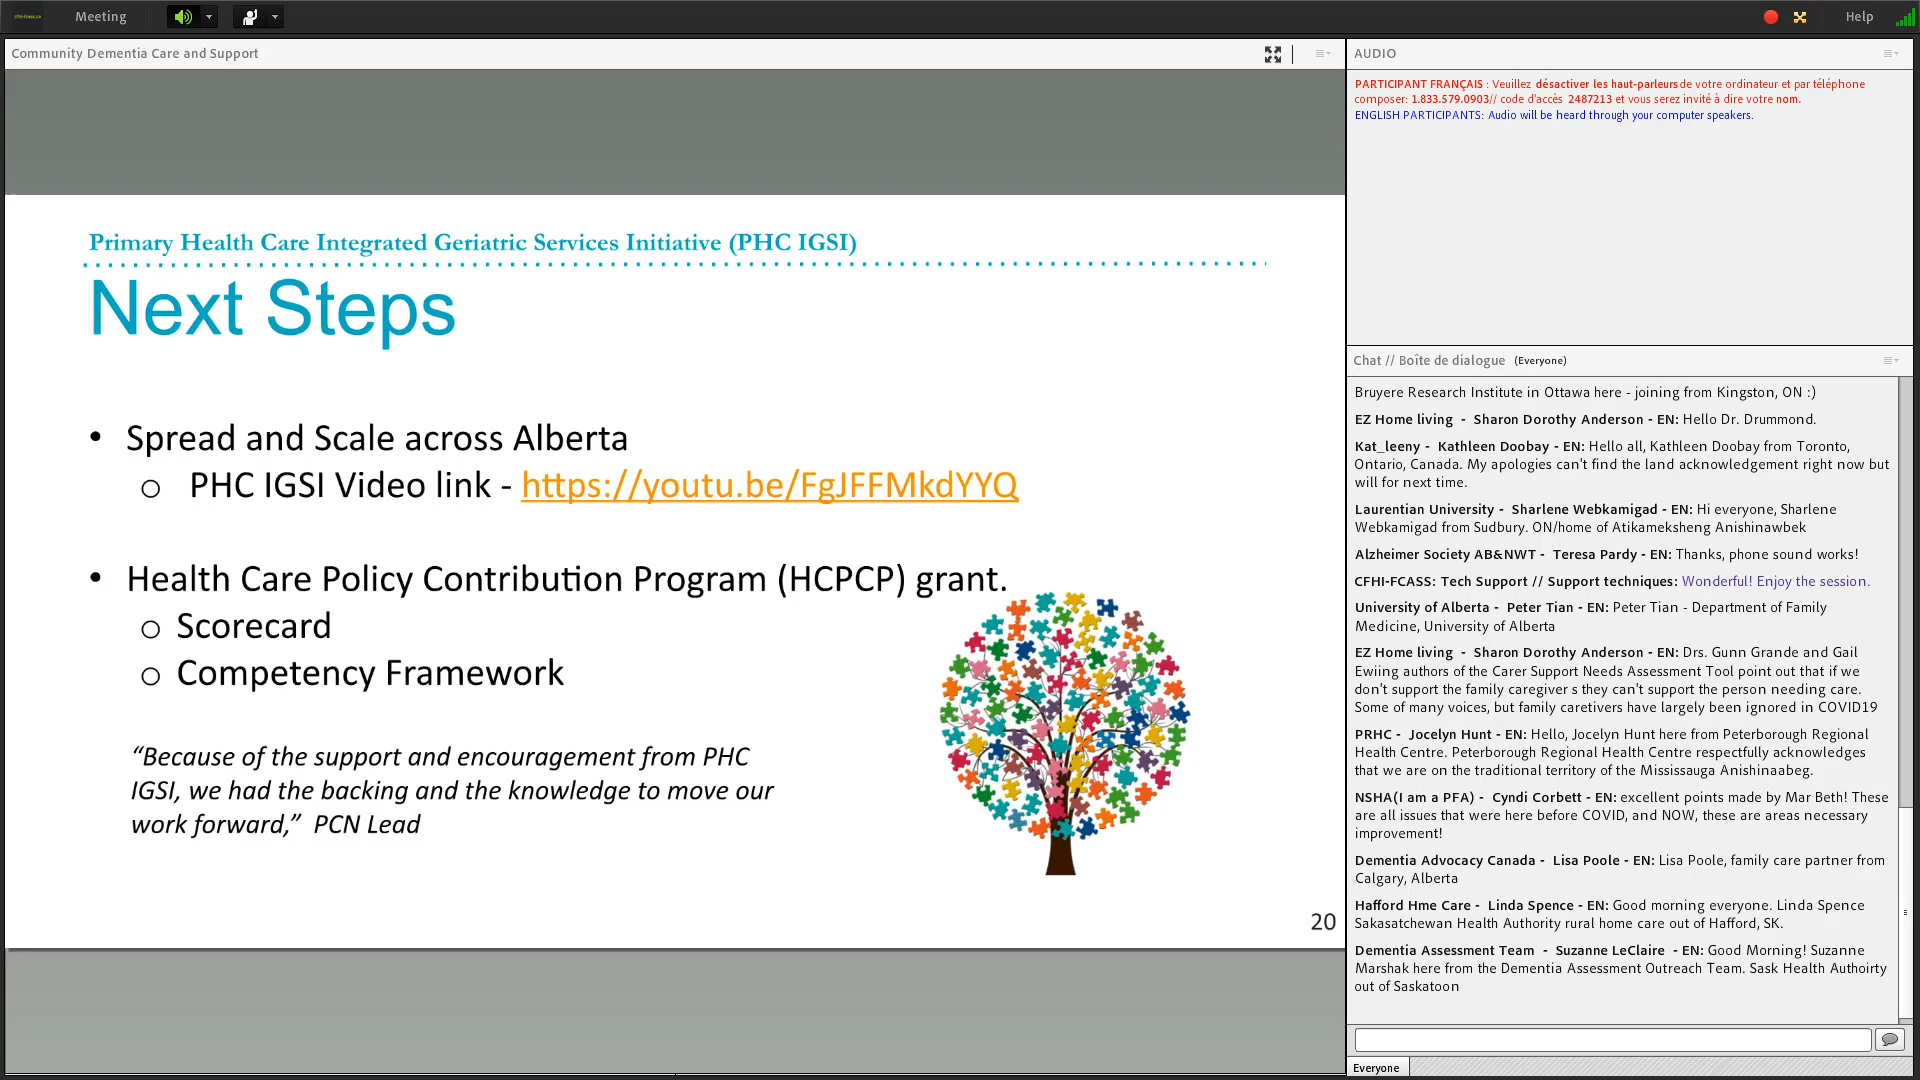 Meeting
Help
Community Dementia Care and Support
Primary Health Care Integrated Geriatric Services Initiative (PHC IGSI)
Next Steps
• Spread and Scale across Alberta
o PHC IGSI Video link - https://youtu.be/FgJFFMkdYYQ
• Health Care Policy Contribution Program (HCPCP) grant.
o Scorecard
o Competency Framework
“Because of the support and encouragement from PHC
IGSI, we had the backing and the knowledge to move our
work forward,” PCN Lead
20
AUDIO
PARTICIPANT FRANÇAIS : Veuillez désactiver les haut-parleurs de votre ordinateur et par téléphone
composer: 1.833.579.0903// code d'accès 2487213 et vous serez invité à dire votre nom.
ENGLISH PARTICIPANTS: Audio will be heard through your computer speakers.
Chat // Boîte de dialogue (Everyone)
Bruyere Research Institute in Ottawa here - joining from Kingston, ON :)
EZ Home living - Sharon Dorothy Anderson - EN: Hello Dr. Drummond.
Kat_leeny - Kathleen Doobay - EN: Hello all, Kathleen Doobay from Toronto,
Ontario, Canada. My apologies can't find the land acknowledgement right now but
will for next time.
Laurentian University - Sharlene Webkamigad - EN: Hi everyone, Sharlene
Webkamigad from Sudbury. ON/home of Atikameksheng Anishinawbek
Alzheimer Society AB&NWT - Teresa Pardy - EN: Thanks, phone sound works!
CFHI-FCASS: Tech Support // Support techniques: Wonderful! Enjoy the session.
University of Alberta - Peter Tian - EN: Peter Tian - Department of Family
Medicine, University of Alberta
EZ Home living - Sharon Dorothy Anderson - EN: Drs. Gunn Grande and Gail
Ewiing authors of the Carer Support Needs Assessment Tool point out that if we
don't support the family caregiver s they can't support the person needing care.
Some of many voices, but family caretivers have largely been ignored in COVID19
PRHC - Jocelyn Hunt - EN: Hello, Jocelyn Hunt here from Peterborough Regional
Health Centre. Peterborough Regional Health Centre respectfully acknowledges
that we are on the traditional territory of the Mississauga Anishinaabeg.
NSHA(I am a PFA) - Cyndi Corbett - EN: excellent points made by Mar Beth! These
are all issues that were here before COVID, and NOW, these are areas necessary
improvement!
Dementia Advocacy Canada - Lisa Poole - EN: Lisa Poole, family care partner from
Calgary, Alberta
Hafford Hme Care - Linda Spence - EN: Good morning everyone. Linda Spence
Sakasatchewan Health Authority rural home care out of Hafford, SK.
Dementia Assessment Team - Suzanne LeClaire - EN: Good Morning! Suzanne
Marshak here from the Dementia Assessment Outreach Team. Sask Health Authoirty
out of Saskatoon
Everyone